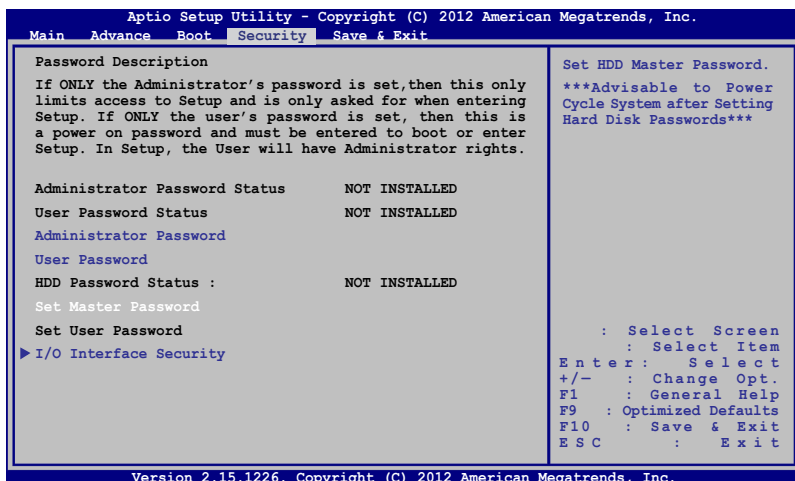 Aptio Setup Utility - Copyright (C) 2012 American Megatrends, Inc.
Main Advance Boot Security Save & Exit
Password Description
If ONLY the Administrator’s password is set,then this only
limits access to Setup and is only asked for when entering
Setup. If ONLY the user’s password is set, then this is
a power on password and must be entered to boot or enter
Setup. In Setup, the User will have Administrator rights.
Administrator Password Status NOT INSTALLED
User Password Status NOT INSTALLED
Administrator Password
User Password
HDD Password Status : NOT INSTALLED
Set Master Password
Set User Password
I/O Interface Security
Set HDD Master Password.
***Advisable to Power
Cycle System after Setting
Hard Disk Passwords***
: Select Screen
: Select Item
Enter: Select
+/— : Change Opt.
F1 : General Help
F9 : Optimized Defaults
F10 : Save & Exit
ESC : Exit
Version 2.15.1226. Copyright (C) 2012 American Megatrends, Inc.